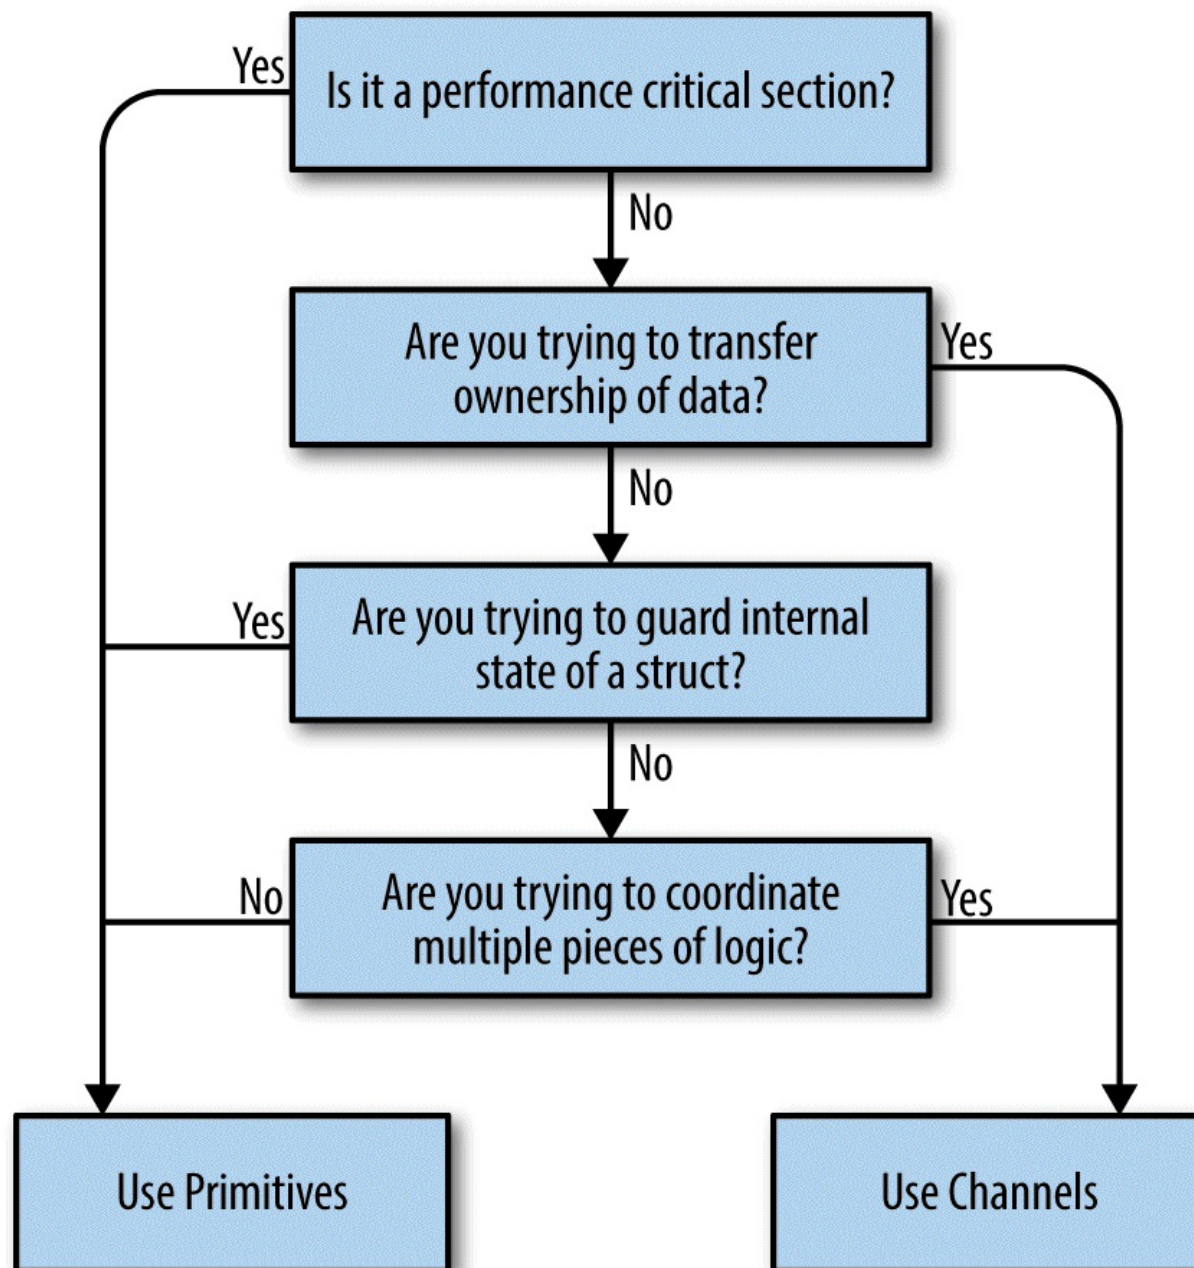 Yes
Is it a performance critical section?
No
Are you trying to transfer
ownership of data?
Yes
No
Yes
Are you trying to guard internal
state of a struct?
No
No
Are you trying to coordinate
multiple pieces of logic?
Yes
Use Primitives
Use Channels